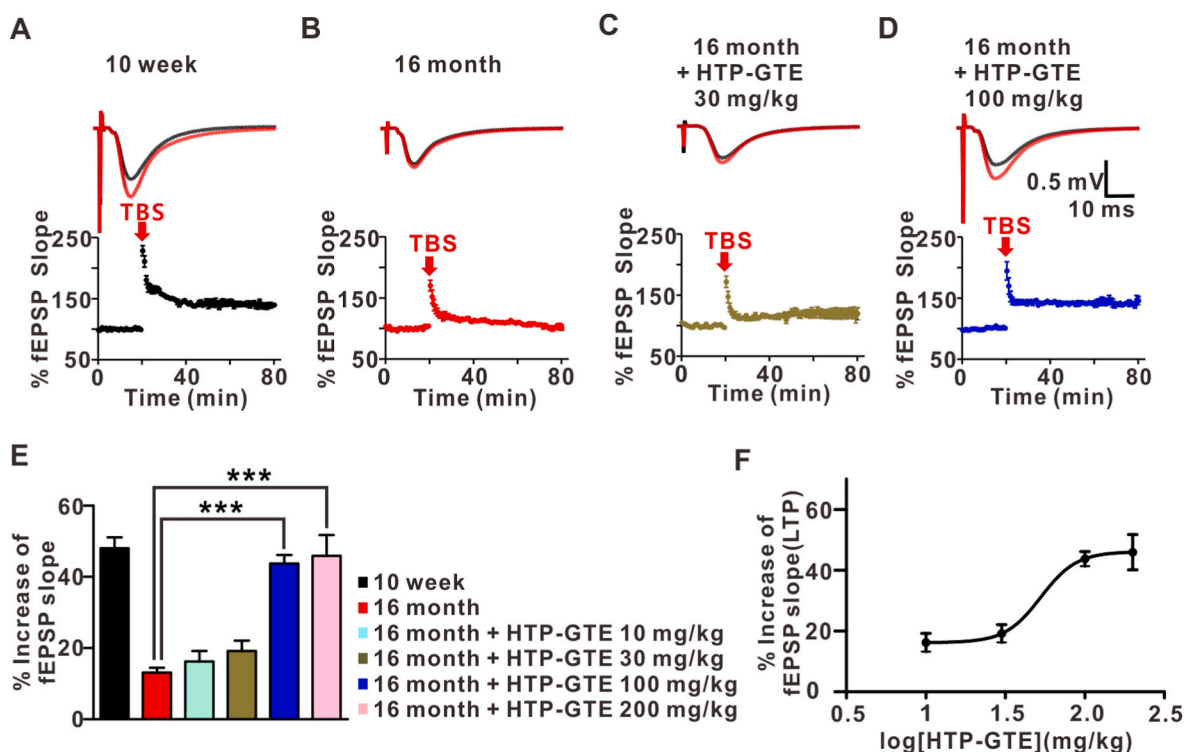 A
10 week
TBS
% fEPSP Slope
250
150
50
0
40
80
Time (min)
B
16 month
TBS
% fEPSP Slope
250
150
50
0
40
80
Time (min)
C
16 month
+ HTP-GTE
30 mg/kg
TBS
% fEPSP Slope
250
150
50
0
40
80
Time (min)
D
16 month
+ HTP-GTE
100 mg/kg
0.5 mV
10 ms
TBS
% fEPSP Slope
250
150
50
0
40
80
Time (min)
E
% Increase of
fEPSP slope
60
40
20
0
***
***
10 week
16 month
16 month + HTP-GTE 10 mg/kg
16 month + HTP-GTE 30 mg/kg
16 month + HTP-GTE 100 mg/kg
16 month + HTP-GTE 200 mg/kg
F
% Increase of
fEPSP slope(LTP)
60
40
20
0
0.5
1
1.5
2.0
2.5
log[HTP-GTE](mg/kg)